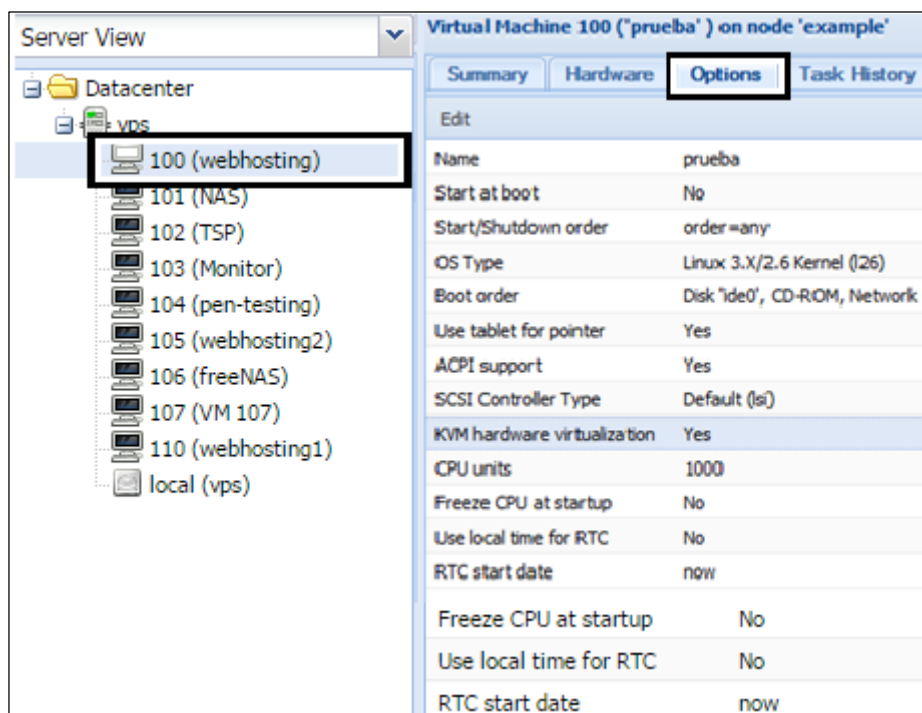 Server View
Datacenter
vps
100 (webhosting)
101 (NAS)
102 (TSP)
103 (Monitor)
104 (pen-testing)
105 (webhosting2)
106 (freeNAS)
107 (VM 107)
110 (webhosting1)
local (vps)
Virtual Machine 100 ("prueba' ) on node 'example'
Summary Hardware Options Task History
Edit
Name prueba
Start at boot No
Start/Shutdown order order=any
OS Type Linux 3.X/2.6 Kernel (l26)
Boot order Disk "ide0', CD-ROM, Network
Use tablet for pointer Yes
ACPI support Yes
SCSI Controller Type Default (lsi)
KVM hardware virtualization Yes
CPU units 1000
Freeze CPU at startup No
Use local time for RTC No
RTC start date now
Freeze CPU at startup No
Use local time for RTC No
RTC start date now